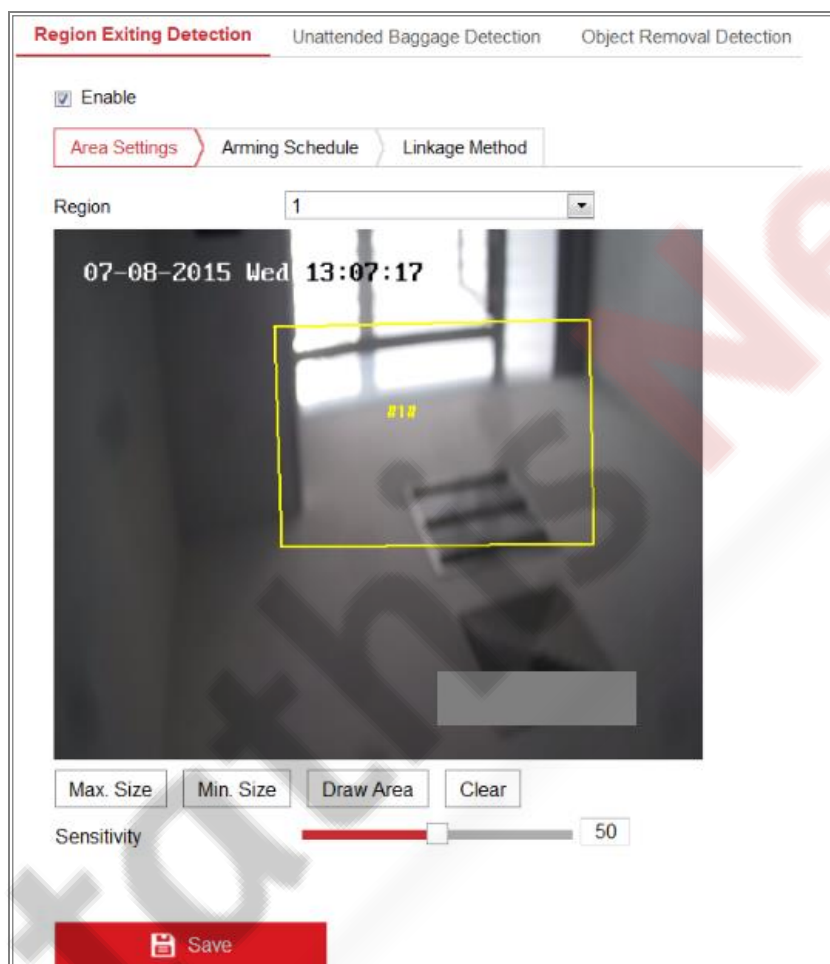 Region Exiting Detection Unattended Baggage Detection Object Removal Detection
Enable
Area Settings Arming Schedule Linkage Method
Region 1
07-08-2015 Wed 13:07:17
#1#
Max. Size Min. Size Draw Area Clear
Sensitivity 50
Save